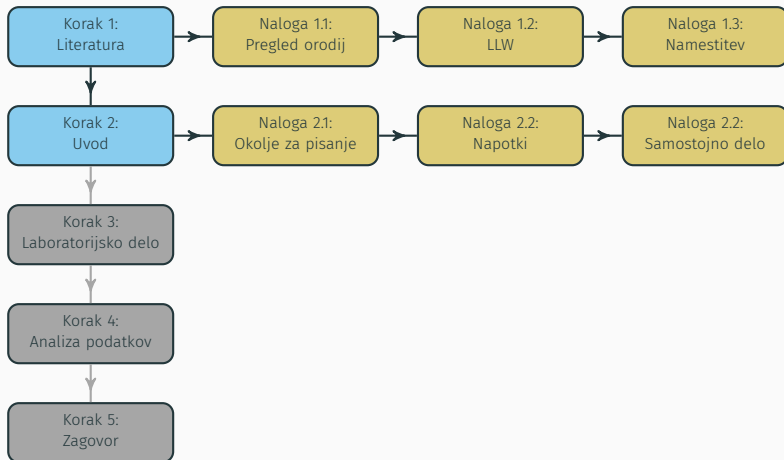 Korak 1:
Literatura
Naloga 1.1:
Pregled orodij
Naloga 1.2:
LLW
Naloga 1.3:
Namestitev
Korak 2:
Uvod
Naloga 2.1:
Okolje za pisanje
Naloga 2.2:
Napotki
Naloga 2.2:
Samostojno delo
Korak 3:
Laboratorijsko delo
Korak 4:
Analiza podatkov
Korak 5:
Zagovor